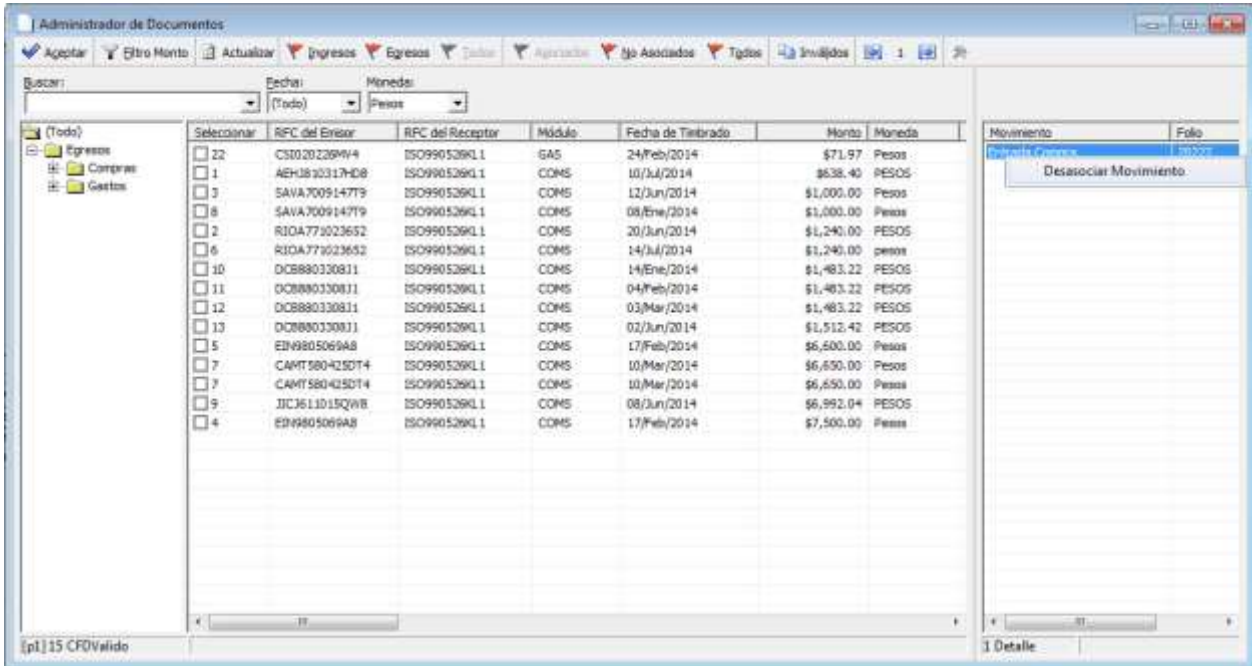 Administrador de Documentos
Aceptar Filtro Monto Actualizar Ingresos Egresos Todos Asociados No Asociados Todos Inválidos 1
Buscar: Fecha: Moneda:
(Todo) Pesos
(Todo)
Egresos
Compras
Gastos
Seleccionar RFC del Emisor RFC del Receptor Módulo Fecha de Timbrado Monto Moneda
22 CSI020226MV4 ISO990526KL1 GAS 24/Feb/2014 $71.97 Pesos
1 AEHJ810317HD8 ISO990526KL1 COMS 10/Jul/2014 $638.40 PESOS
3 SAVA7009147T9 ISO990526KL1 COMS 12/Jun/2014 $1,000.00 Pesos
8 SAVA7009147T9 ISO990526KL1 COMS 08/Ene/2014 $1,000.00 Pesos
2 RIOA771023652 ISO990526KL1 COMS 20/Jun/2014 $1,240.00 PESOS
6 RIOA771023652 ISO990526KL1 COMS 14/Jul/2014 $1,240.00 pesos
10 DCB8803308J1 ISO990526KL1 COMS 14/Ene/2014 $1,483.22 PESOS
11 DCB8803308J1 ISO990526KL1 COMS 04/Feb/2014 $1,483.22 PESOS
12 DCB8803308J1 ISO990526KL1 COMS 03/Mar/2014 $1,483.22 PESOS
13 DCB8803308J1 ISO990526KL1 COMS 02/Jun/2014 $1,512.42 PESOS
5 EIN9805069A8 ISO990526KL1 COMS 17/Feb/2014 $6,600.00 Pesos
7 CAMT580425DT4 ISO990526KL1 COMS 10/Mar/2014 $6,650.00 Pesos
7 CAMT580425DT4 ISO990526KL1 COMS 10/Mar/2014 $6,650.00 Pesos
9 JICJ611015QW8 ISO990526KL1 COMS 08/Jun/2014 $6,992.04 PESOS
4 EIN9805069A8 ISO990526KL1 COMS 17/Feb/2014 $7,500.00 Pesos
Movimiento Folio
Entrada Compra
Desasociar Movimiento
[p1] 15 CFDValido
1 Detalle